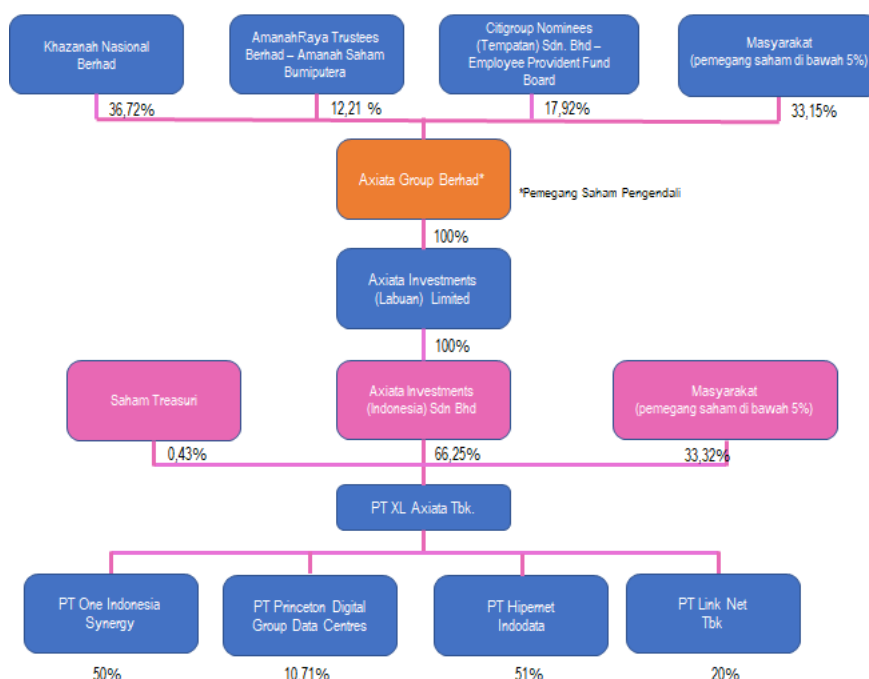 Khazanah Nasional
Berhad
AmanahRaya Trustees
Berhad – Amanah Saham
Bumiputera
Citigroup Nominees
(Tempatan) Sdn. Bhd –
Employee Provident Fund
Board
Masyarakat
(pemegang saham di bawah 5%)
36,72%
12,21 %
17,92%
33,15%
Axiata Group Berhad*
*Pemegang Saham Pengendali
100%
Axiata Investments
(Labuan) Limited
100%
Saham Treasuri
Axiata Investments
(Indonesia) Sdn Bhd
Masyarakat
(pemegang saham di bawah 5%)
0,43%
66,25%
33,32%
PT XL Axiata Tbk.
PT One Indonesia
Synergy
PT Princeton Digital
Group Data Centres
PT Hipernet
Indodata
PT Link Net
Tbk
50%
10,71%
51%
20%